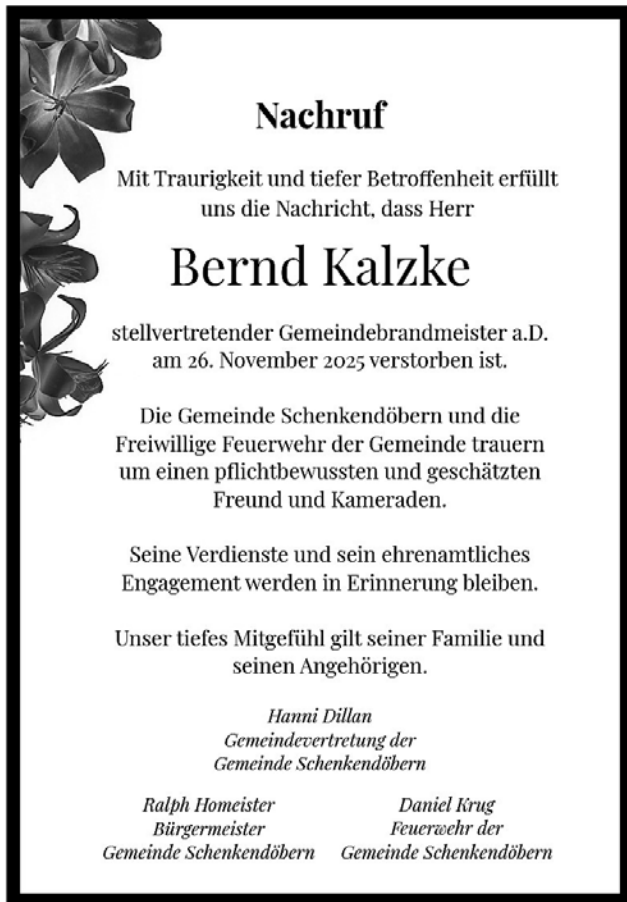 Nachruf
Mit Traurigkeit und tiefer Betroffenheit erfüllt
uns die Nachricht, dass Herr
Bernd Kalzke
stellvertretender Gemeindebrandmeister a.D.
am 26. November 2025 verstorben ist.
Die Gemeinde Schenkendöbern und die
Freiwillige Feuerwehr der Gemeinde trauern
um einen pflichtbewussten und geschätzten
Freund und Kameraden.
Seine Verdienste und sein ehrenamtliches
Engagement werden in Erinnerung bleiben.
Unser tiefes Mitgefühl gilt seiner Familie und
seinen Angehörigen.
Hanni Dillan
Gemeindevertretung der
Gemeinde Schenkendöbern
Ralph Homeister
Bürgermeister
Gemeinde Schenkendöbern
Daniel Krug
Feuerwehr der
Gemeinde Schenkendöbern